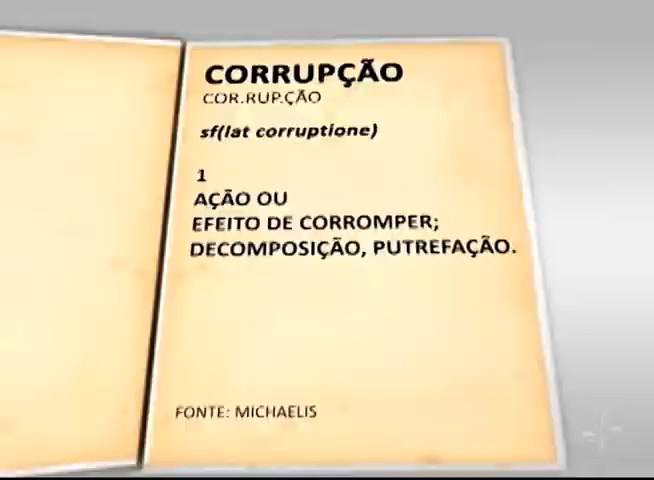 CORRUPÇÃO
COR.RUP.ÇÃO
sf(lat corruptione)
1
AÇÃO OU
EFEITO DE CORROMPER;
DECOMPOSIÇÃO, PUTREFAÇÃO.
FONTE: MICHAELIS